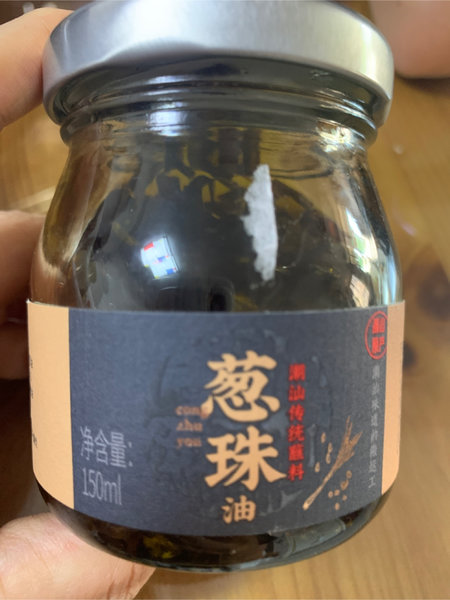 葱珠油
cong
zhu
you
潮汕传统蘸料
净含量:
150ml